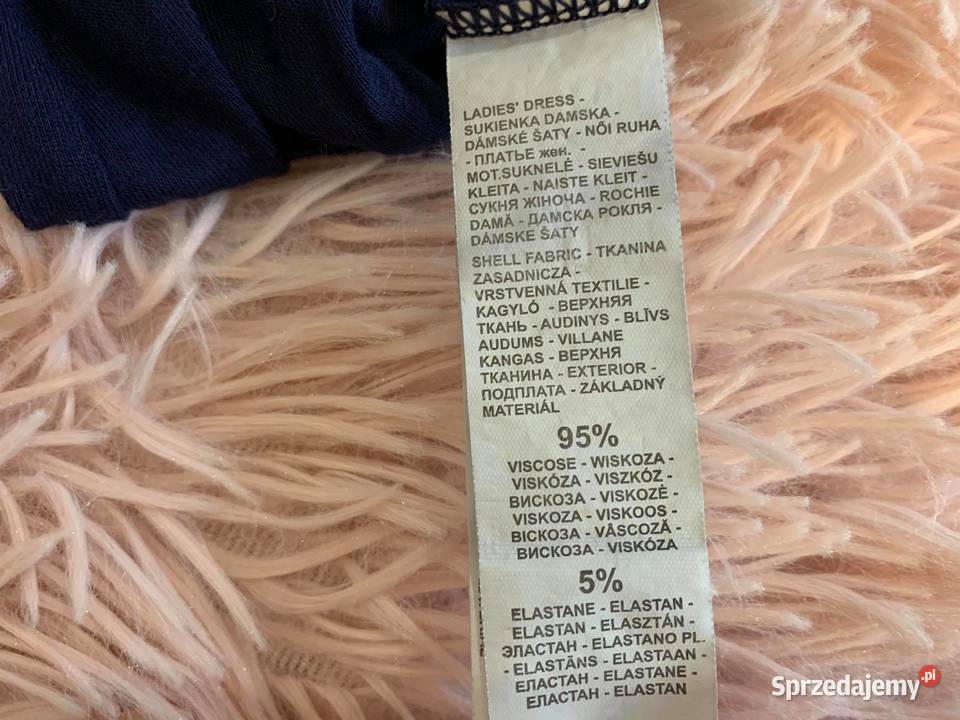 LADIES' DRESS -
SUKIENKA DAMSKA -
DÁMSKÉ ŠATY - NŐI RUHA
- ПЛАТЬЕ жен. -
MOT.SUKNELĖ - SIEVIEŠU
KLEITA - NAISTE KLEIT -
СУКНЯ ЖІНОЧА - ROCHIE
DAMĂ - ДАМСКА РОКЛЯ -
DÁMSKE ŠATY
SHELL FABRIC - TKANINA
ZASADNICZA -
VRSTVENNÁ TEXTILIE -
KAGYLÓ - ВЕРХНЯЯ
ТКАНЬ - AUDINYS - BLĪVS
AUDUMS - VILLANE
KANGAS - ВЕРХНЯ
ТКАНИНА - EXTERIOR -
ПОДПЛАТА - ZÁKLADNÝ
MATERIÁL
95%
VISCOSE - WISKOZA -
VISKÓZA - VISZKÓZ -
ВИСКОЗА - VISKOZĖ -
VISKOZA - VISKOOS -
ВІСКОЗА - VÂSCOZĂ -
ВИСКОЗА - VISKÓZA
5%
ELASTANE - ELASTAN -
ELASTAN - ELASZTÁN -
ЭЛАСТАН - ELASTANO PL.
- ELASTĀNS - ELASTAAN -
ЕЛАСТАН - ELASTANE -
ЕЛАСТАН - ELASTAN
Sprzedajemy.pl